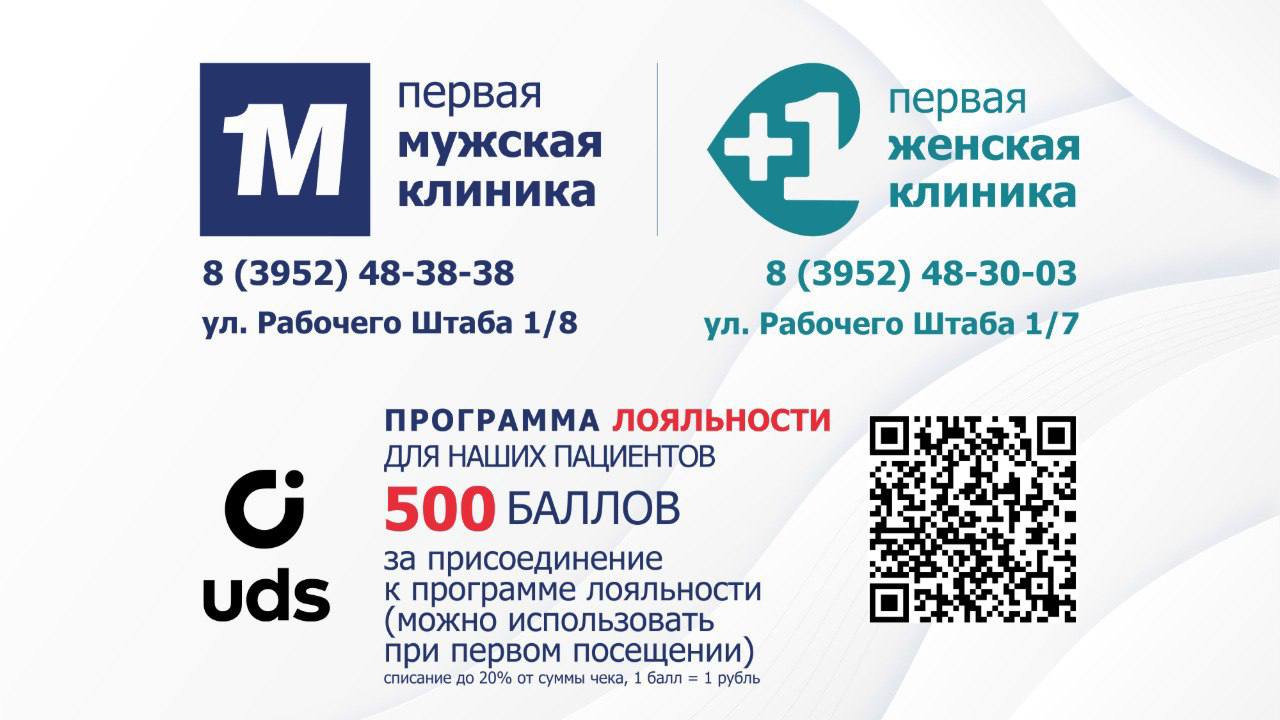 1М
первая
мужская
клиника
8 (3952) 48-38-38
ул. Рабочего Штаба 1/8
+1
первая
женская
клиника
8 (3952) 48-30-03
ул. Рабочего Штаба 1/7
uds
ПРОГРАММА ЛОЯЛЬНОСТИ
ДЛЯ НАШИХ ПАЦИЕНТОВ
500 БАЛЛОВ
за присоединение
к программе лояльности
(можно использовать
при первом посещении)
списание до 20% от суммы чека, 1 балл = 1 рубль